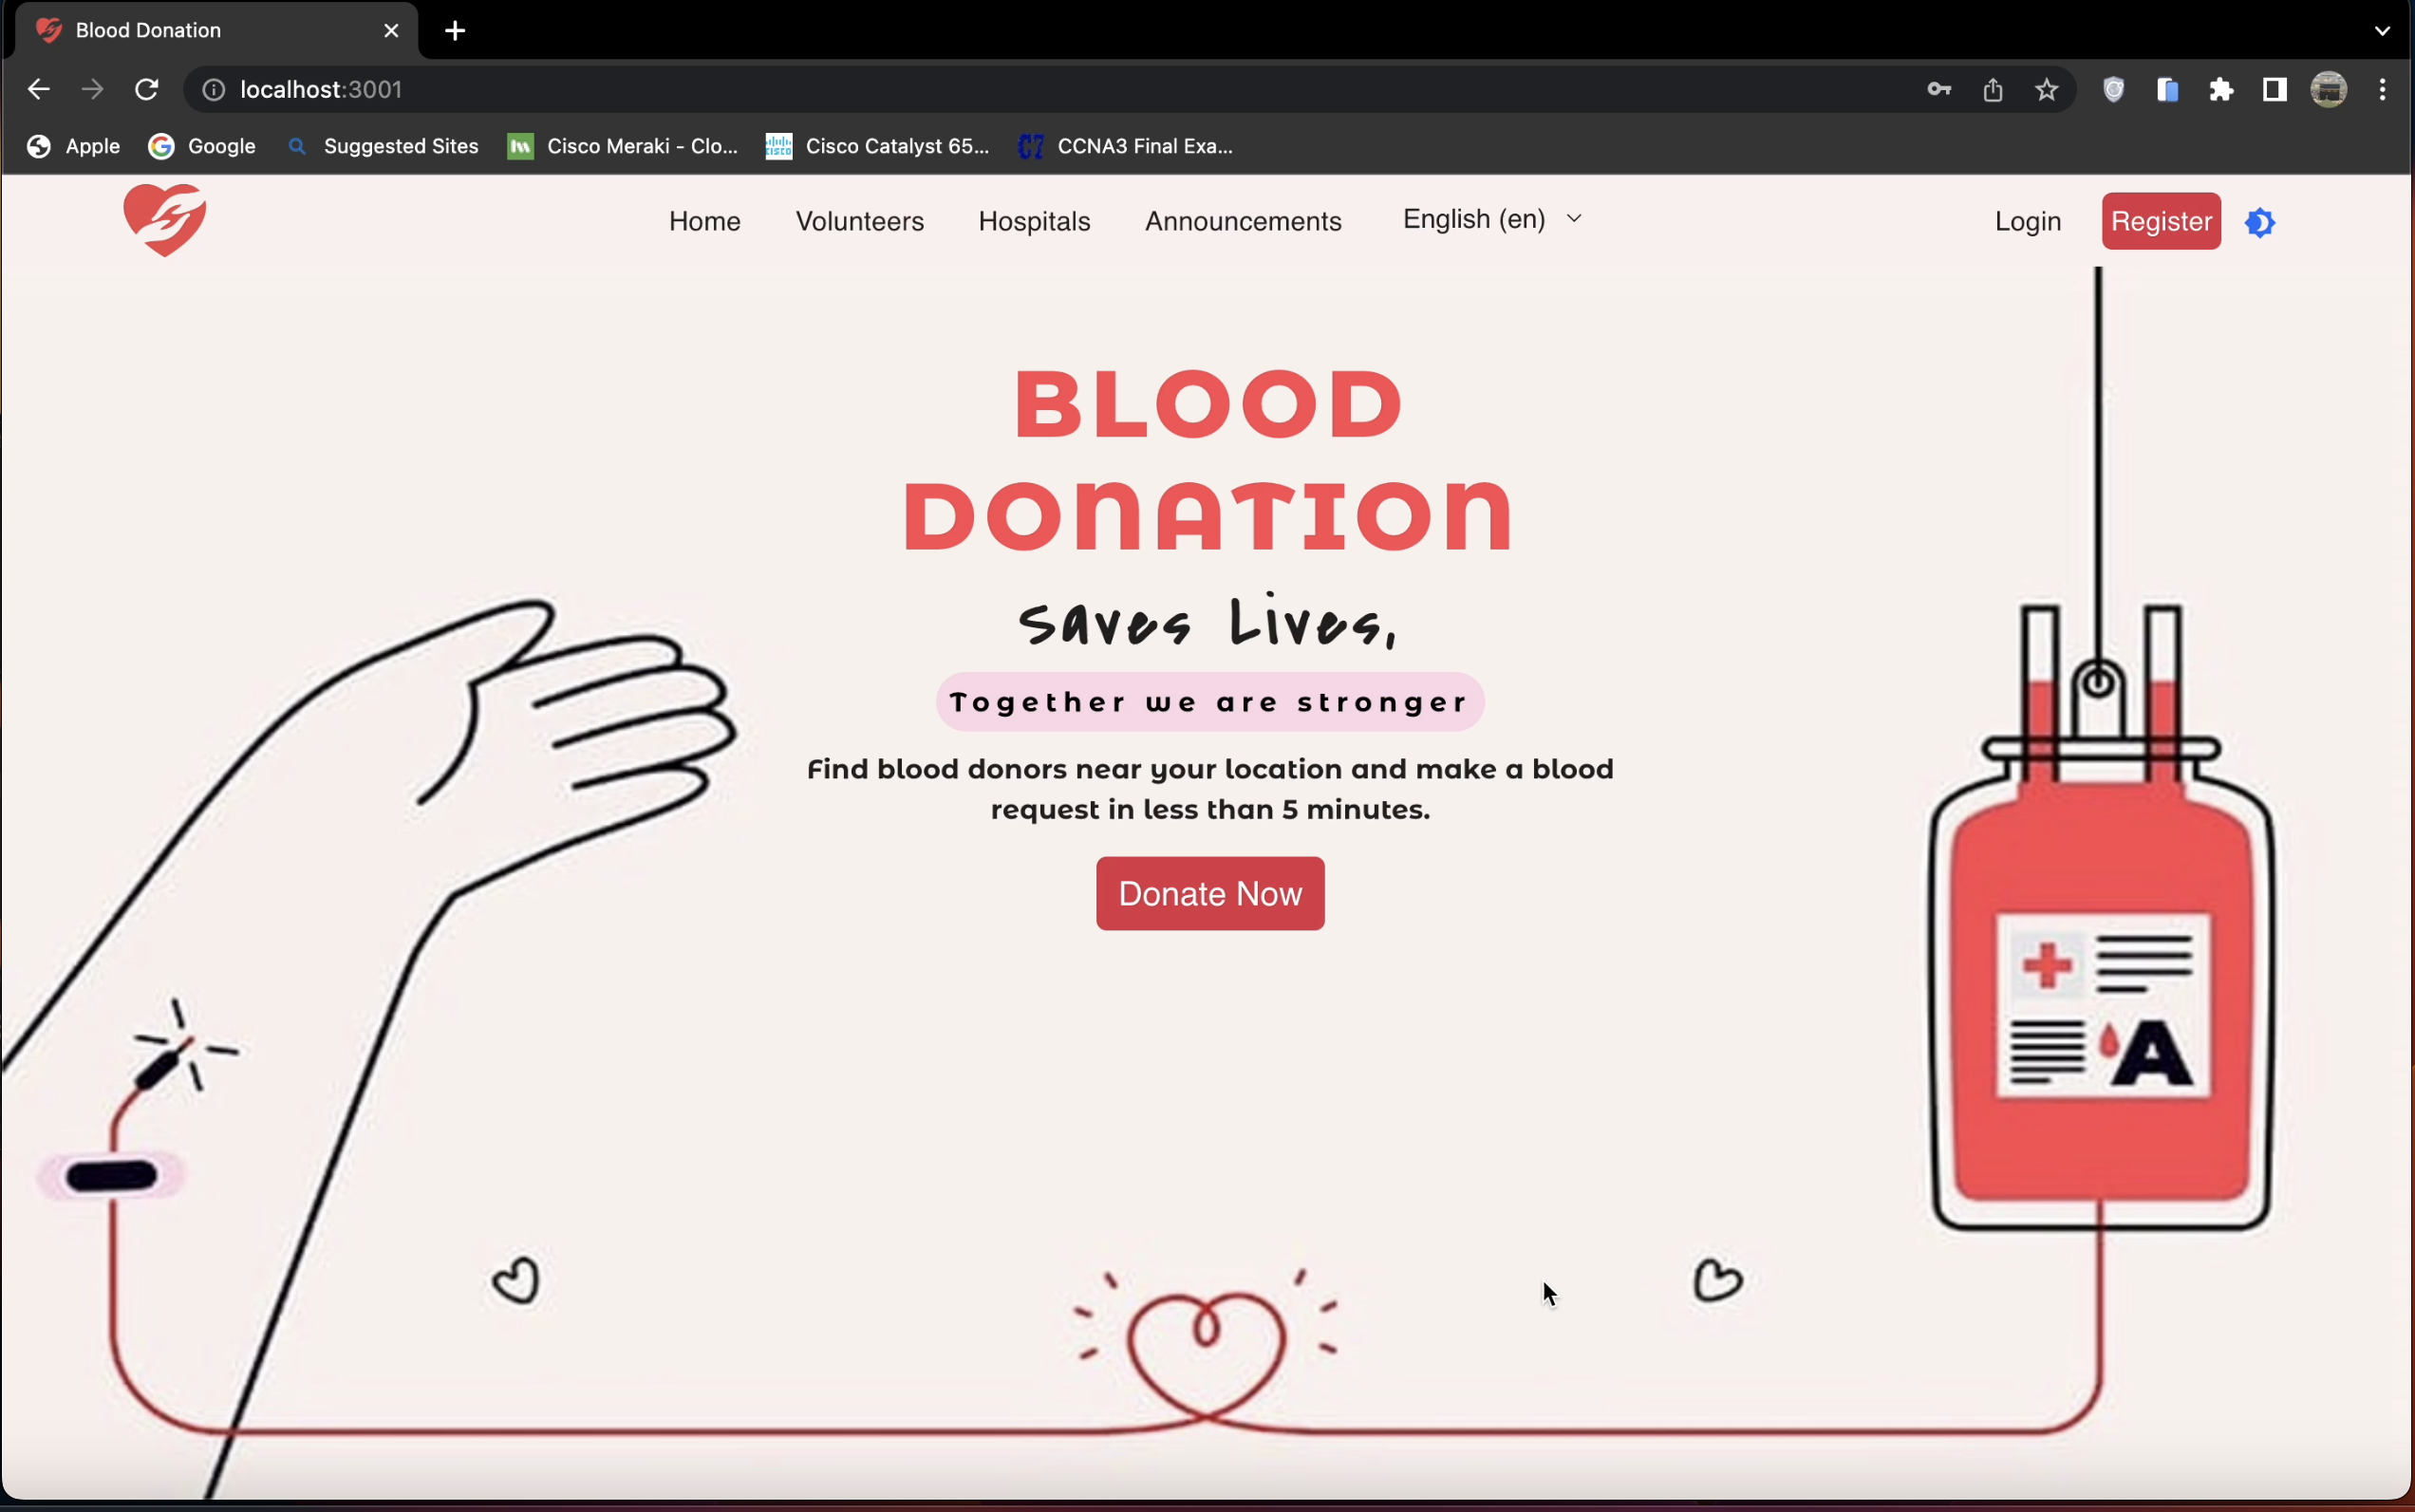 Blood Donation
localhost:3001
Apple Google Suggested Sites Cisco Meraki - Clo... Cisco Catalyst 65... CCNA3 Final Exa...
Home Volunteers Hospitals Announcements English (en) Login Register
BLOOD
DONATION
Saves Lives,
Together we are stronger
Find blood donors near your location and make a blood
request in less than 5 minutes.
Donate Now
A